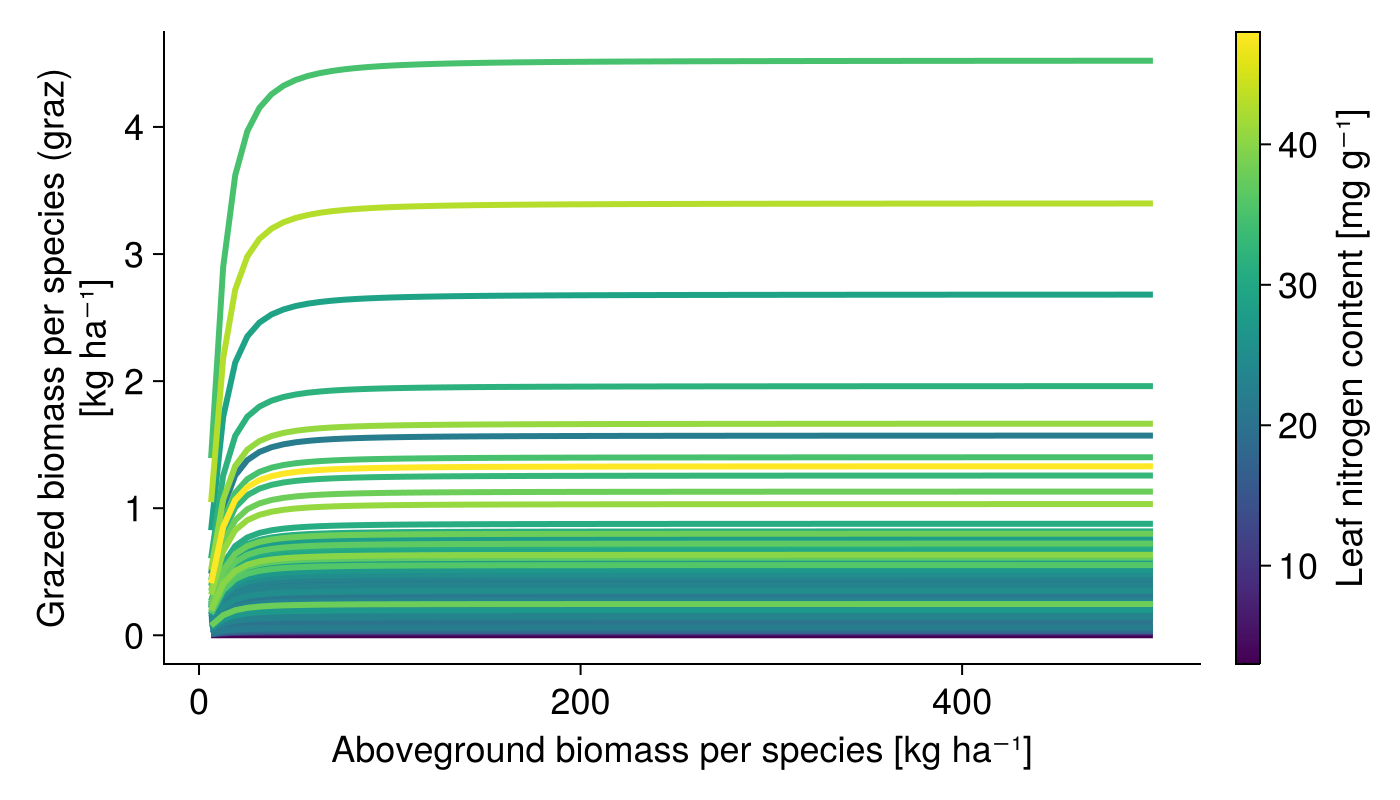 Grazed biomass per species (graz)
[kg ha⁻¹]
4
3
2
1
0
0 200 400
Aboveground biomass per species [kg ha⁻¹]
40
30
20
10
Leaf nitrogen content [mg g⁻¹]